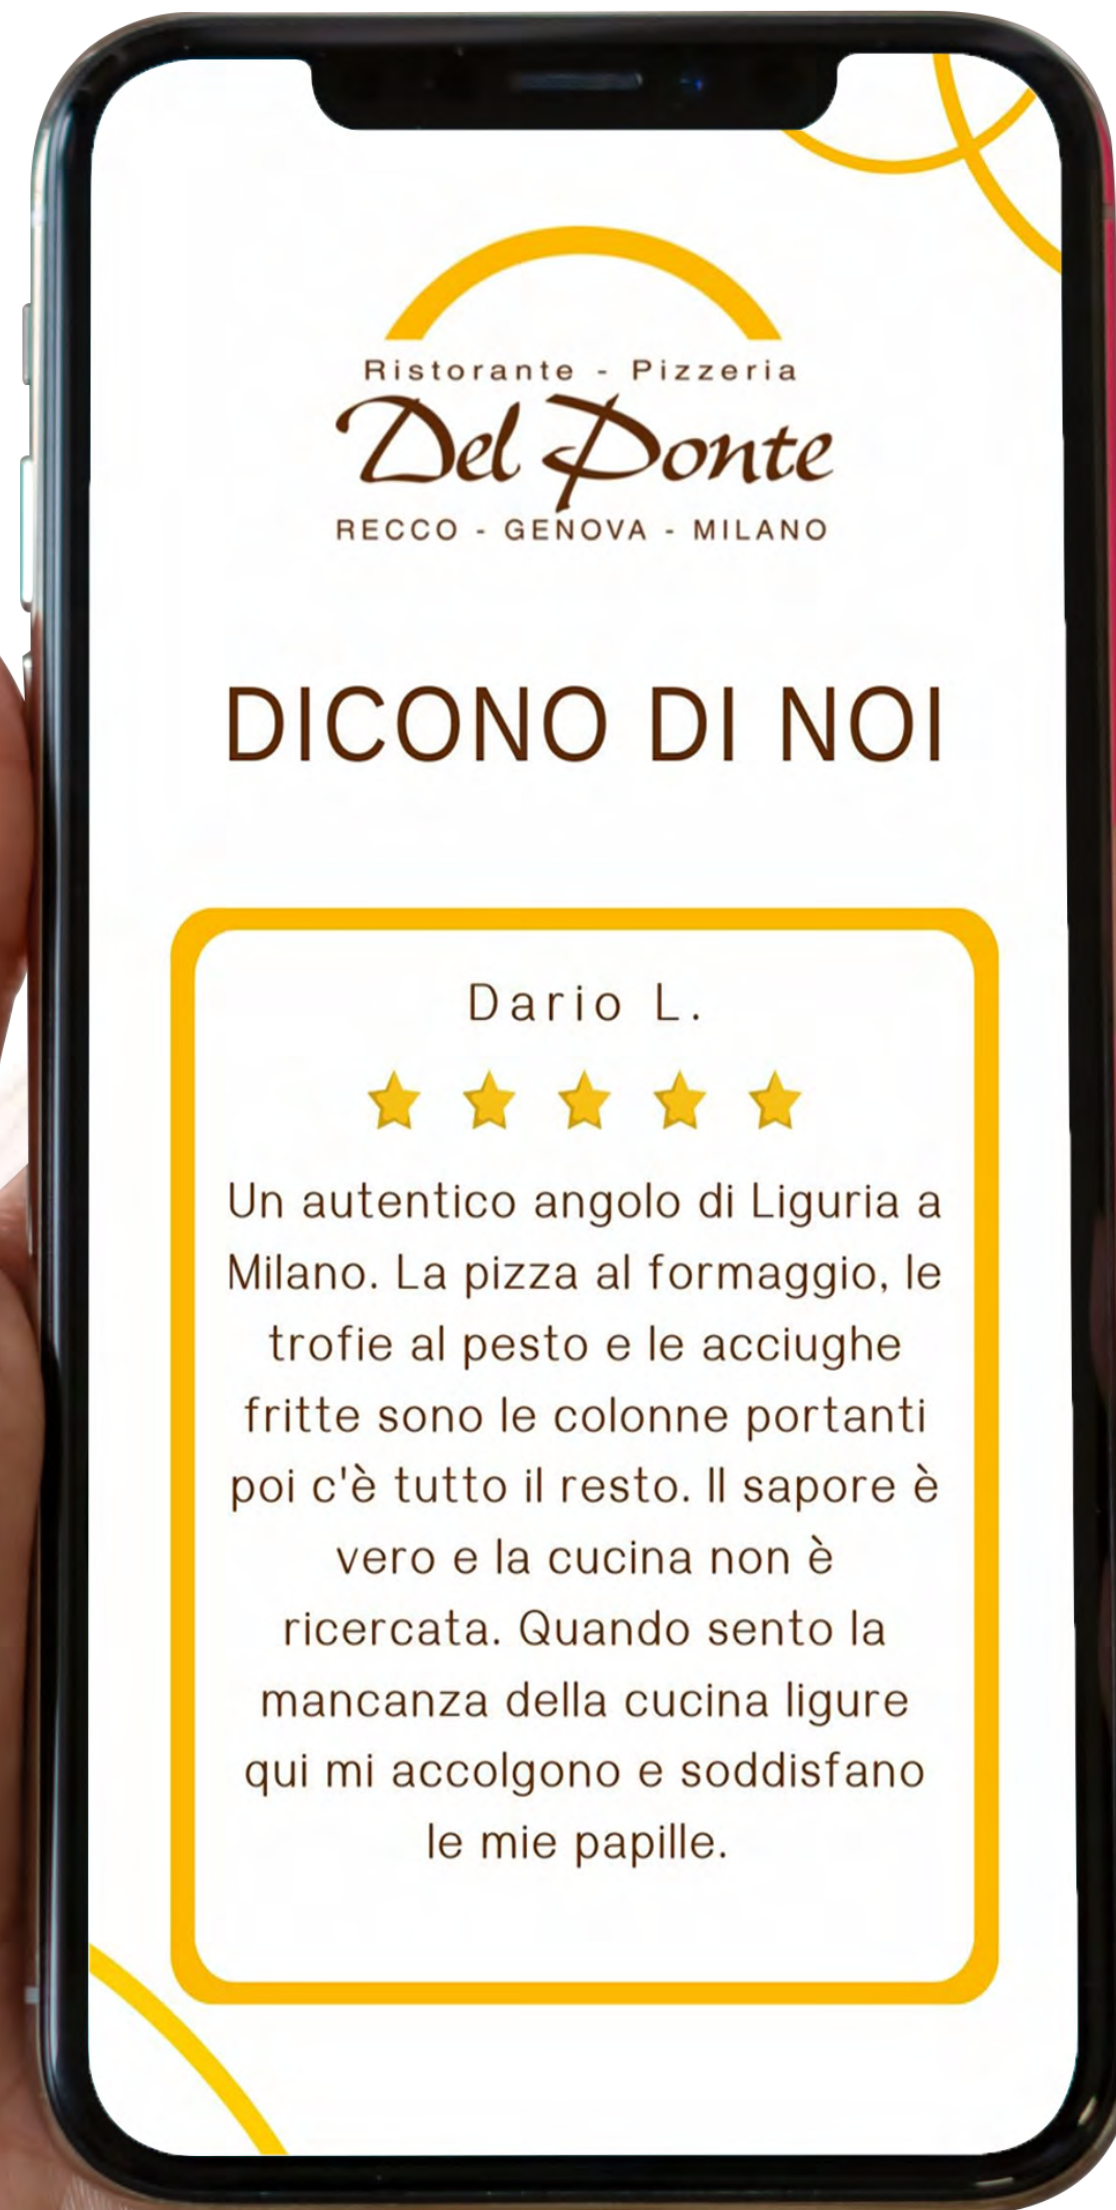 Ristorante - Pizzeria
Del Ponte
RECCO - GENOVA - MILANO
DICONO DI NOI
Dario L.
Un autentico angolo di Liguria a
Milano. La pizza al formaggio, le
trofie al pesto e le acciughe
fritte sono le colonne portanti
poi c'è tutto il resto. Il sapore è
vero e la cucina non è
ricercata. Quando sento la
mancanza della cucina ligure
qui mi accolgono e soddisfano
le mie papille.